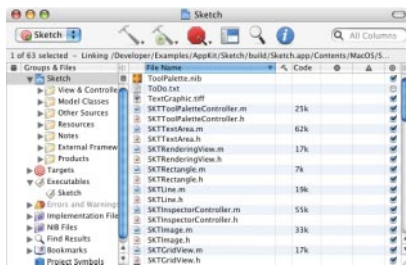 Sketch
Sketch
All Columns
1 of 63 selected - Linking /Developer/Examples/AppKit/Sketch/build/Sketch.app/Contents/MacOS/S...
Groups & Files
File Name
Code
Sketch
View & Controlle
Model Classes
Other Sources
Resources
Notes
External Framew
Products
Targets
Executables
Sketch
Errors and Warning
Implementation File
NIB Files
Find Results
Bookmarks
Project Symbols
ToolPalette.nib
ToDo.txt
TextGraphic.tiff
SKTToolPaletteController.m 25k
SKTToolPaletteController.h
SKTTextArea.m 62k
SKTTextArea.h
SKTRenderingView.m 17k
SKTRenderingView.h
SKTRectangle.m 7k
SKTRectangle.h
SKTLine.m 19k
SKTLine.h
SKTInspectorController.m 55k
SKTInspectorController.h
SKTImage.m 33k
SKTImage.h
SKTGridView.m 17k
SKTGridView.h